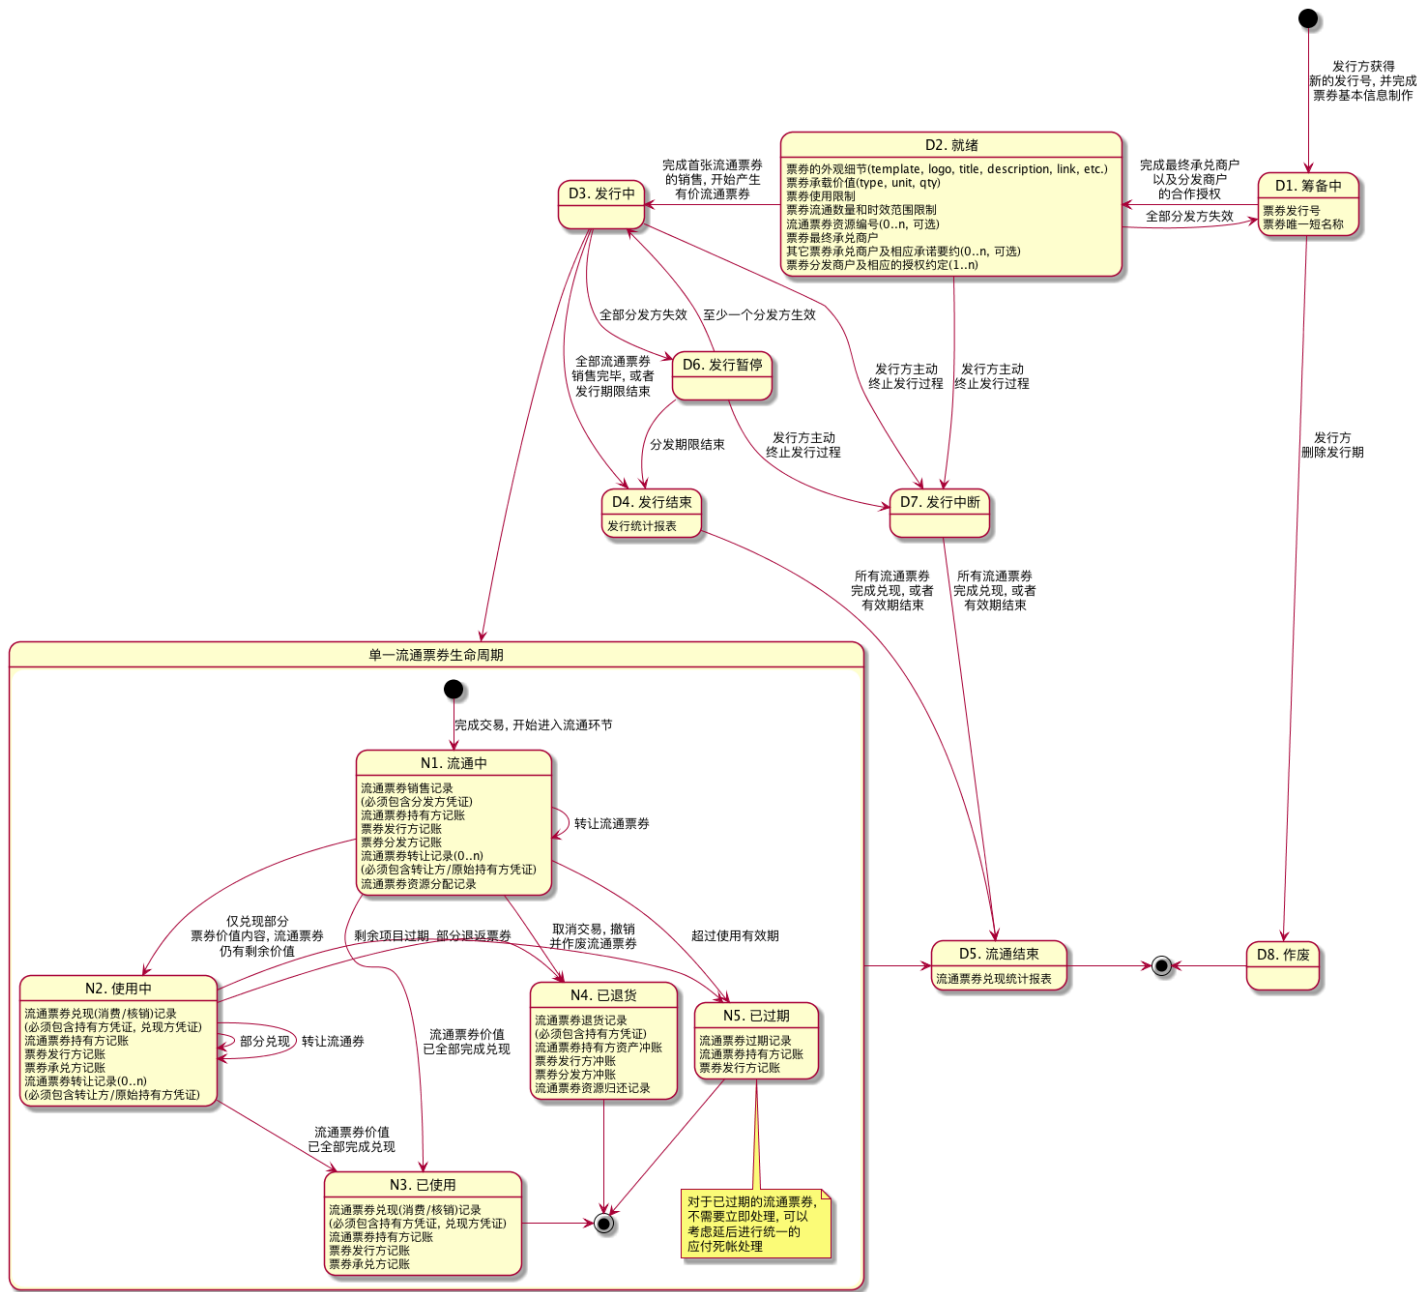 发行方获得
新的发行号, 并完成
票券基本信息制作
D2. 就绪
票券的外观细节(template, logo, title, description, link, etc.)
票券承载价值(type, unit, qty)
票券使用限制
票券流通数量和时效范围限制
流通票券资源编号(0..n, 可选)
票券最终承兑商户
其它票券承兑商户及相应承诺要约(0..n, 可选)
票券分发商户及相应的授权约定(1..n)
完成首张流通票券
的销售, 开始产生
有价流通票券
D3. 发行中
完成最终承兑商户
以及分发商户
的合作授权
全部分发方失效
D1. 筹备中
票券发行号
票券唯一短名称
全部分发方失效
至少一个分发方生效
全部流通票券
销售完毕, 或者
发行期限结束
D6. 发行暂停
发行方主动
终止发行过程
发行方主动
终止发行过程
分发期限结束
发行方主动
终止发行过程
发行方
删除发行期
D4. 发行结束
发行统计报表
D7. 发行中断
所有流通票券
完成兑现, 或者
有效期结束
所有流通票券
完成兑现, 或者
有效期结束
单一流通票券生命周期
完成交易, 开始进入流通环节
N1. 流通中
流通票券销售记录
(必须包含分发方凭证)
流通票券持有方记账
票券发行方记账
票券分发方记账
流通票券转让记录(0..n)
(必须包含转让方/原始持有方凭证)
流通票券资源分配记录
转让流通票券
仅兑现部分
票券价值内容, 流通票券
仍有剩余价值
剩余项目过期
部分退返票券
取消交易, 撤销
并作废流通票券
超过使用有效期
D5. 流通结束
流通票券兑现统计报表
D8. 作废
N2. 使用中
流通票券兑现(消费/核销)记录
(必须包含持有方凭证, 兑现方凭证)
流通票券持有方记账
票券发行方记账
票券承兑方记账
流通票券转让记录(0..n)
(必须包含转让方/原始持有方凭证)
部分兑现
转让流通券
流通票券价值
已全部完成兑现
N4. 已退货
流通票券退货记录
(必须包含持有方凭证)
流通票券持有方资产冲账
票券发行方冲账
票券分发方冲账
流通票券资源归还记录
N5. 已过期
流通票券过期记录
流通票券持有方记账
票券发行方记账
流通票券价值
已全部完成兑现
N3. 已使用
流通票券兑现(消费/核销)记录
(必须包含持有方凭证, 兑现方凭证)
流通票券持有方记账
票券发行方记账
票券承兑方记账
对于已过期的流通票券,
不需要立即处理, 可以
考虑延后进行统一的
应付死帐处理